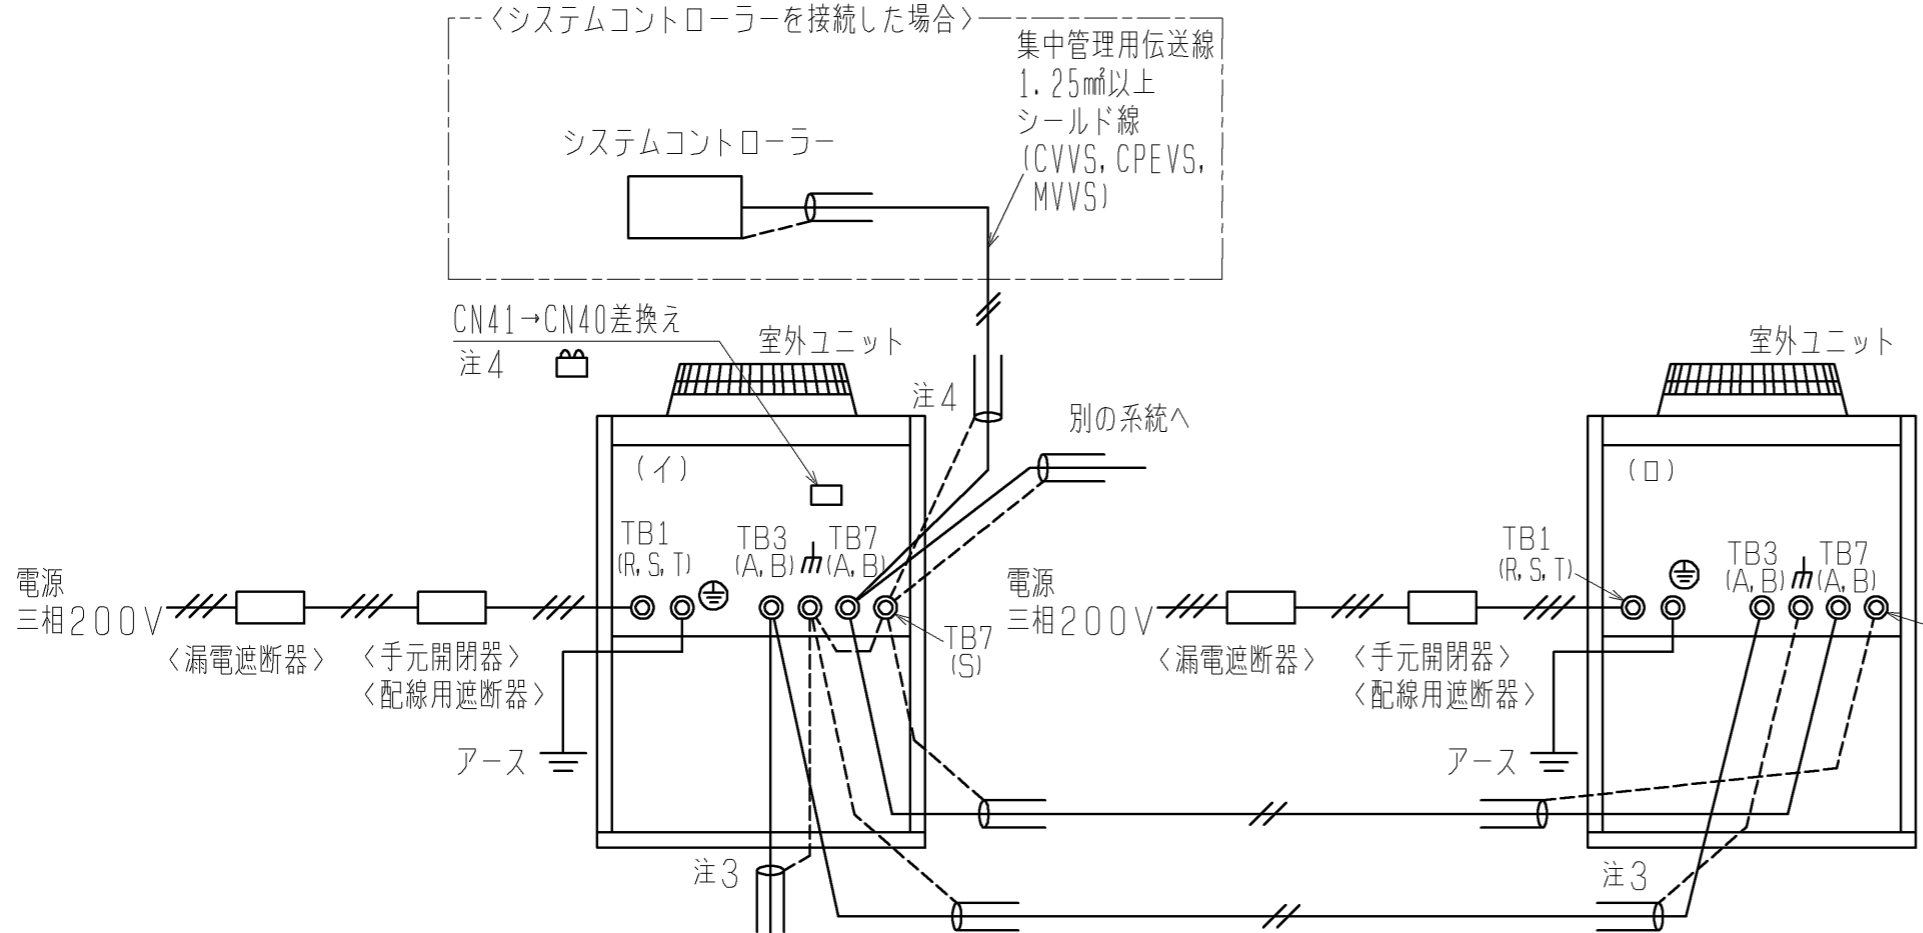 〈システムコントローラーを接続した場合〉
集中管理用伝送線
1.25㎟以上
シールド線
(CVVS, CPEVS,
MVVS)
システムコントローラー
CN41→CN40差換え
注4
室外ユニット
注4
別の系統へ
(イ)
TB1
(R, S, T)
TB3
(A, B)
TB7
(A, B)
TB7
(S)
電源
三相200V
〈漏電遮断器〉
〈手元開閉器〉
〈配線用遮断器〉
アース
注3
室外ユニット
(ロ)
TB1
(R, S, T)
TB3
(A, B)
TB7
(A, B)
電源
三相200V
〈漏電遮断器〉
〈手元開閉器〉
〈配線用遮断器〉
アース
注3